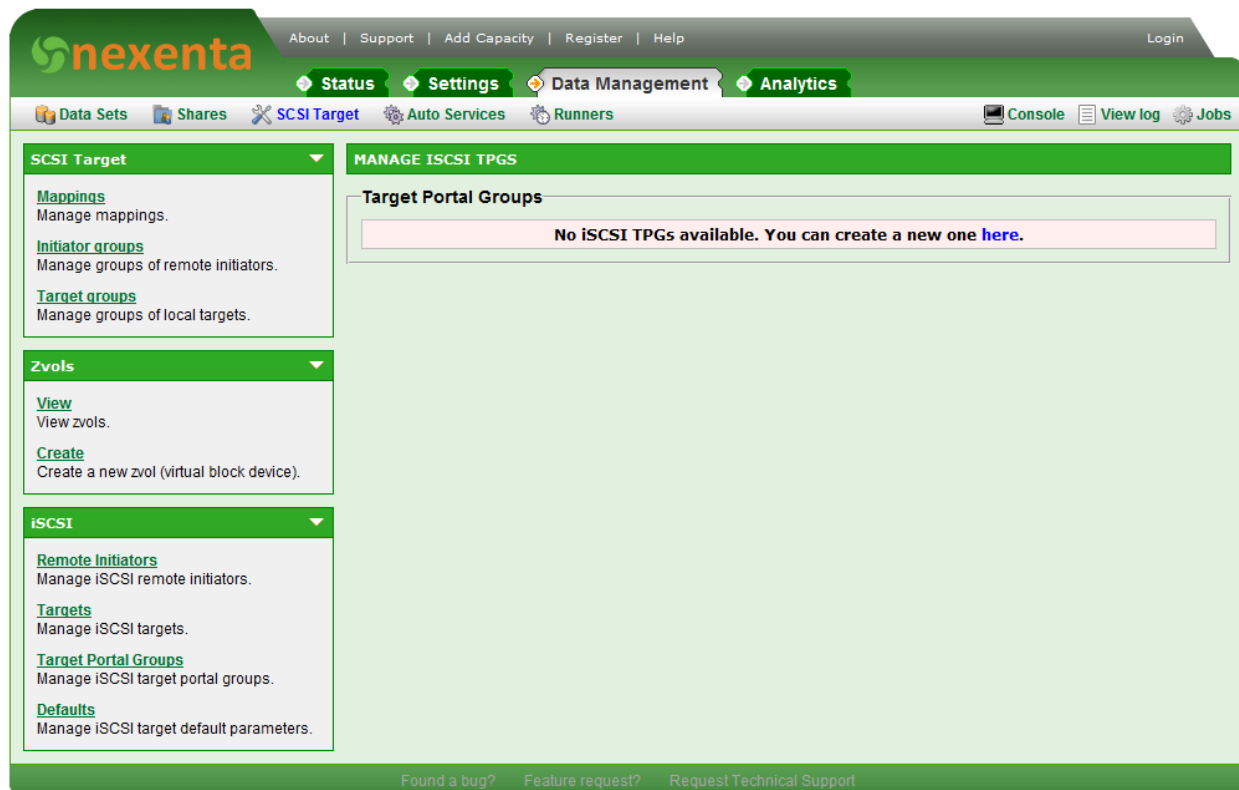 nexenta
About | Support | Add Capacity | Register | Help
Login
Status Settings Data Management Analytics
Data Sets Shares SCSI Target Auto Services Runners
Console View log Jobs
SCSI Target
Mappings
Manage mappings.
Initiator groups
Manage groups of remote initiators.
Target groups
Manage groups of local targets.
Zvols
View
View zvols.
Create
Create a new zvol (virtual block device).
iSCSI
Remote Initiators
Manage iSCSI remote initiators.
Targets
Manage iSCSI targets.
Target Portal Groups
Manage iSCSI target portal groups.
Defaults
Manage iSCSI target default parameters.
MANAGE ISCSI TPGS
Target Portal Groups
No iSCSI TPGs available. You can create a new one here.
Found a bug? Feature request? Request Technical Support